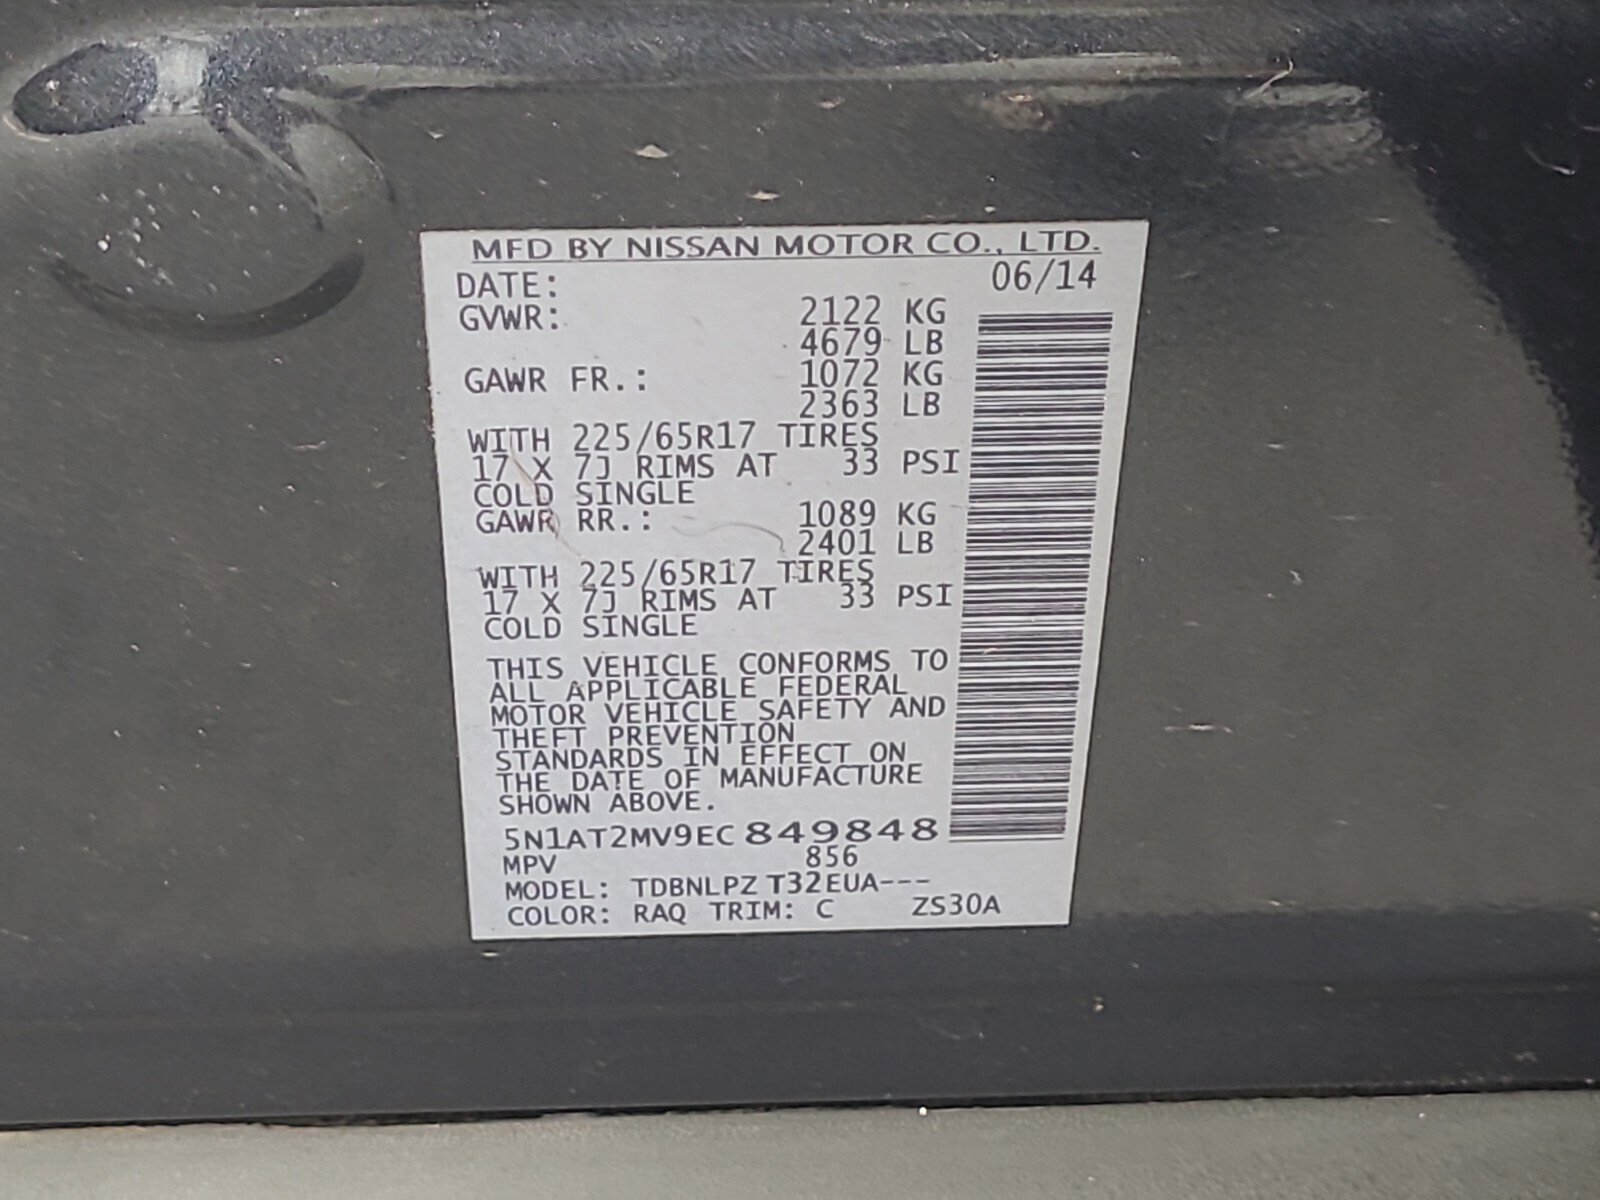 MFD BY NISSAN MOTOR CO., LTD.
DATE: 06/14
GVWR: 2122 KG
4679 LB
GAWR FR.: 1072 KG
2363 LB
WITH 225/65R17 TIRES
17 X 7J RIMS AT 33 PSI
COLD SINGLE
GAWR RR.: 1089 KG
2401 LB
WITH 225/65R17 TIRES
17 X 7J RIMS AT 33 PSI
COLD SINGLE
THIS VEHICLE CONFORMS TO
ALL APPLICABLE FEDERAL
MOTOR VEHICLE SAFETY AND
THEFT PREVENTION
STANDARDS IN EFFECT ON
THE DATE OF MANUFACTURE
SHOWN ABOVE.
5N1AT2MV9EC849848
MPV 856
MODEL: TDBNLPZ T32EUA---
COLOR: RAQ TRIM: C ZS30A